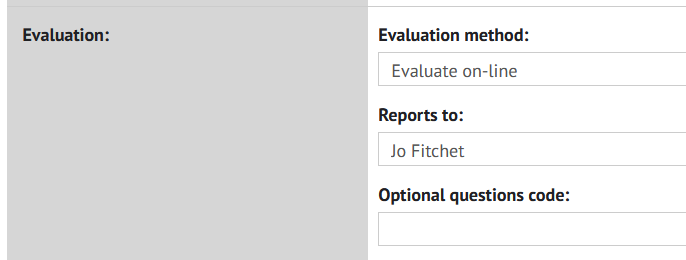 Evaluation:
Evaluation method:
Evaluate on-line
Reports to:
Jo Fitchet
Optional questions code: